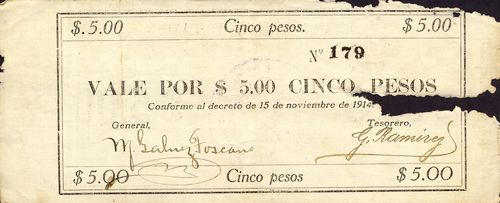 $.5.00 Cinco pesos. $.5:00
Nº 179
VALE POR $ 5.00 CINCO PESOS
Conforme al decreto de 15 de noviembre de 1914.
General, Tesorero,
G. Ramirez
$5.00 Cinco pesos $5.00